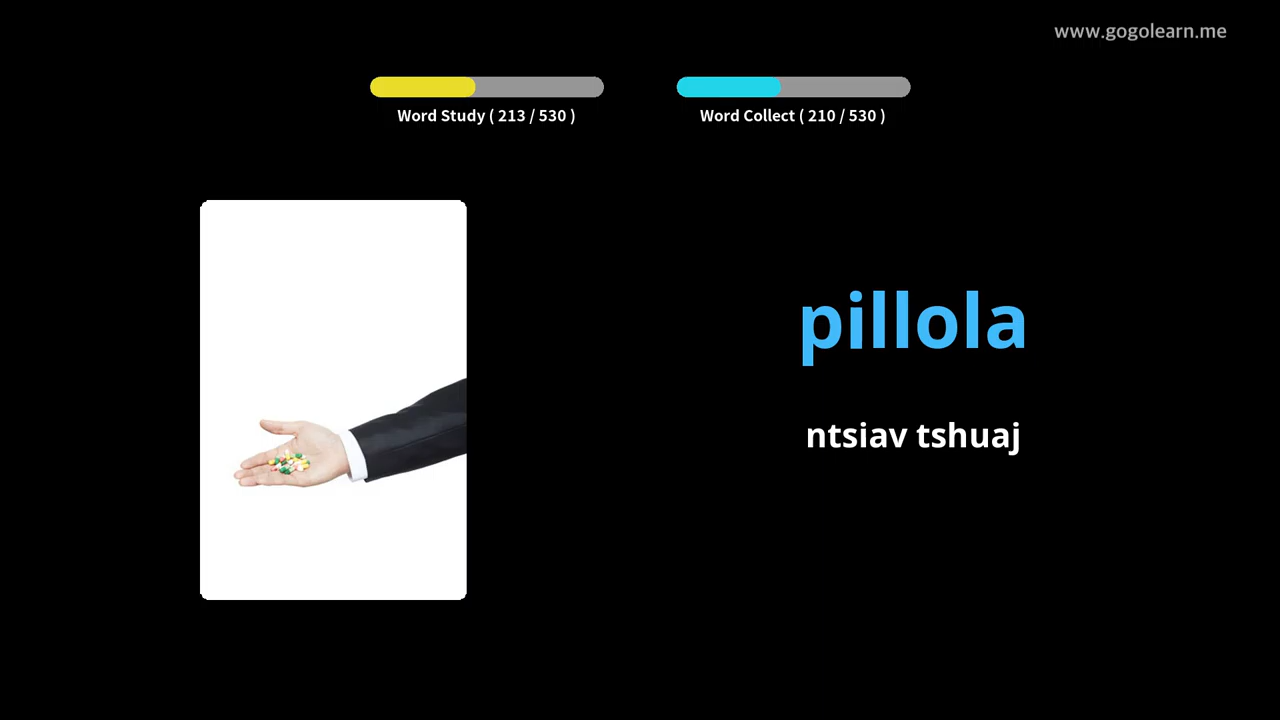 www.gogolearn.me
Word Study ( 213 / 530 )
Word Collect ( 210 / 530 )
pillola
ntsiav tshuaj